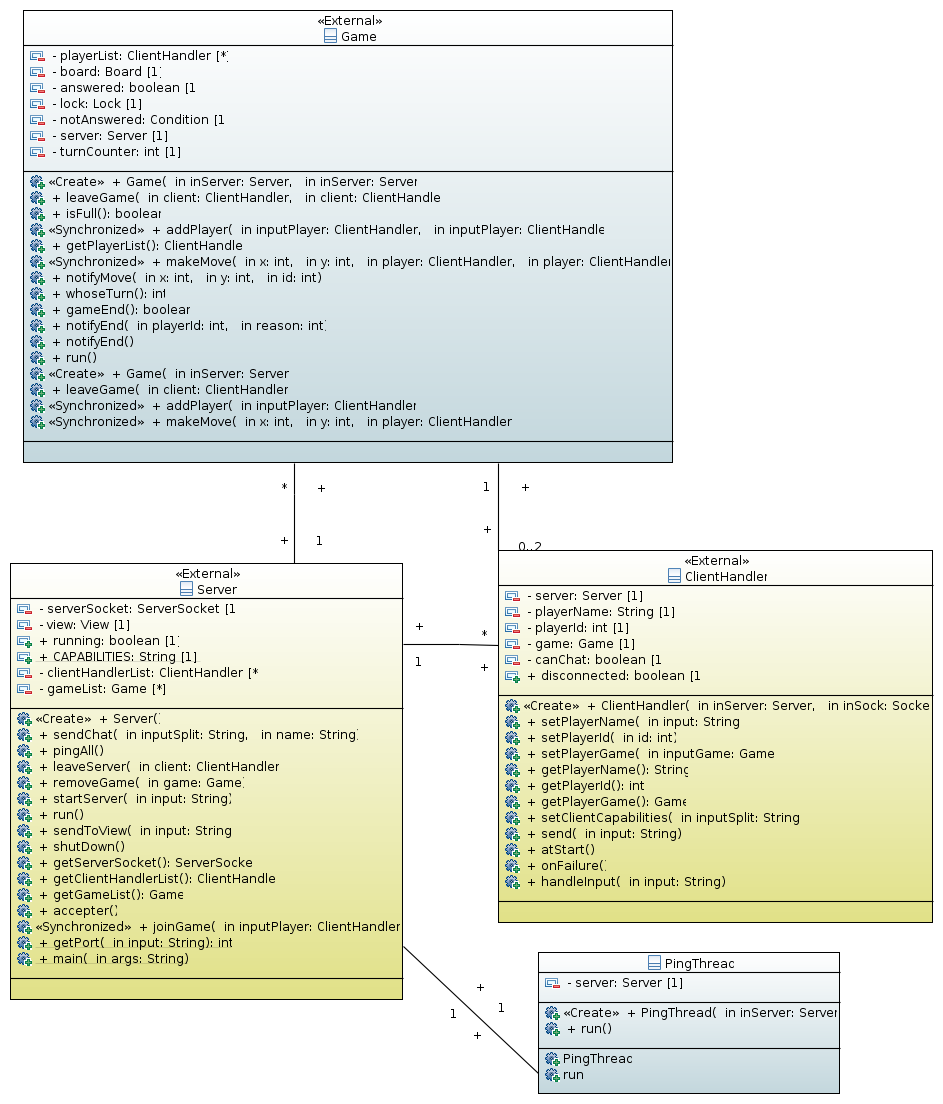 «External»
Game
- playerList: ClientHandler [*]
- board: Board [1]
- answered: boolean [1
- lock: Lock [1]
- notAnswered: Condition [1
- server: Server [1]
- turnCounter: int [1]
«Create» + Game( in inServer: Server, in inServer: Server
+ leaveGame( in client: ClientHandler, in client: ClientHandle
+ isFull(): boolear
«Synchronized» + addPlayer( in inputPlayer: ClientHandler, in inputPlayer: ClientHandle
+ getPlayerList(): ClientHandle
«Synchronized» + makeMove( in x: int, in y: int, in player: ClientHandler, in player: ClientHandler
+ notifyMove( in x: int, in y: int, in id: int)
+ whoseTurn(): int
+ gameEnd(): boolear
+ notifyEnd( in playerId: int, in reason: int)
+ notifyEnd()
+ run()
«Create» + Game( in inServer: Server
+ leaveGame( in client: ClientHandler
«Synchronized» + addPlayer( in inputPlayer: ClientHandler
«Synchronized» + makeMove( in x: int, in y: int, in player: ClientHandler
* +
1 +
+ 1
+
0..2
«External»
Server
- serverSocket: ServerSocket [1
- view: View [1]
+ running: boolean [1]
+ CAPABILITIES: String [1]
- clientHandlerList: ClientHandler [*
- gameList: Game [*]
«Create» + Server()
+ sendChat( in inputSplit: String, in name: String)
+ pingAll()
+ leaveServer( in client: ClientHandler
+ removeGame( in game: Game)
+ startServer( in input: String)
+ run()
+ sendToView( in input: String
+ shutDown()
+ getServerSocket(): ServerSocke
+ getClientHandlerList(): ClientHandle
+ getGameList(): Game
+ accepter()
«Synchronized» + joinGame( in inputPlayer: ClientHandler
+ getPort( in input: String): int
+ main( in args: String)
+
*
1
+
«External»
ClientHandler
- server: Server [1]
- playerName: String [1]
- playerId: int [1]
- game: Game [1]
- canChat: boolean [1
+ disconnected: boolean [1
«Create» + ClientHandler( in inServer: Server, in inSock: Socke
+ setPlayerName( in input: String
+ setPlayerId( in id: int)
+ setPlayerGame( in inputGame: Game
+ getPlayerName(): String
+ getPlayerId(): int
+ getPlayerGame(): Game
+ setClientCapabilities( in inputSplit: String
+ send( in input: String)
+ atStart()
+ onFailure()
+ handleInput( in input: String)
+
1
1
+
PingThreac
- server: Server [1]
«Create» + PingThread( in inServer: Server
+ run()
PingThreac
run